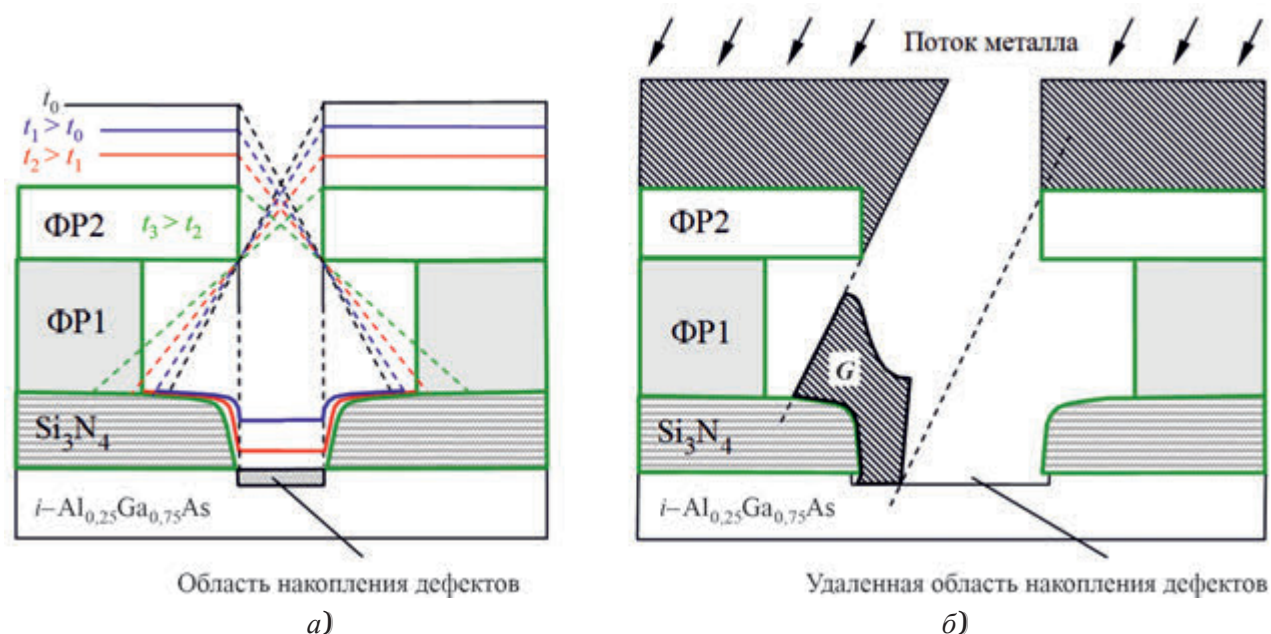 t₀
t₁ > t₀
t₂ > t₁
ФР2
t₃ > t₂
ФР1
Si₃N₄
i–Al₀,₂₅Ga₀,₇₅As
Область накопления дефектов
а)
Поток металла
ФР2
ФР1
G
Si₃N₄
i–Al₀,₂₅Ga₀,₇₅As
Удаленная область накопления дефектов
б)